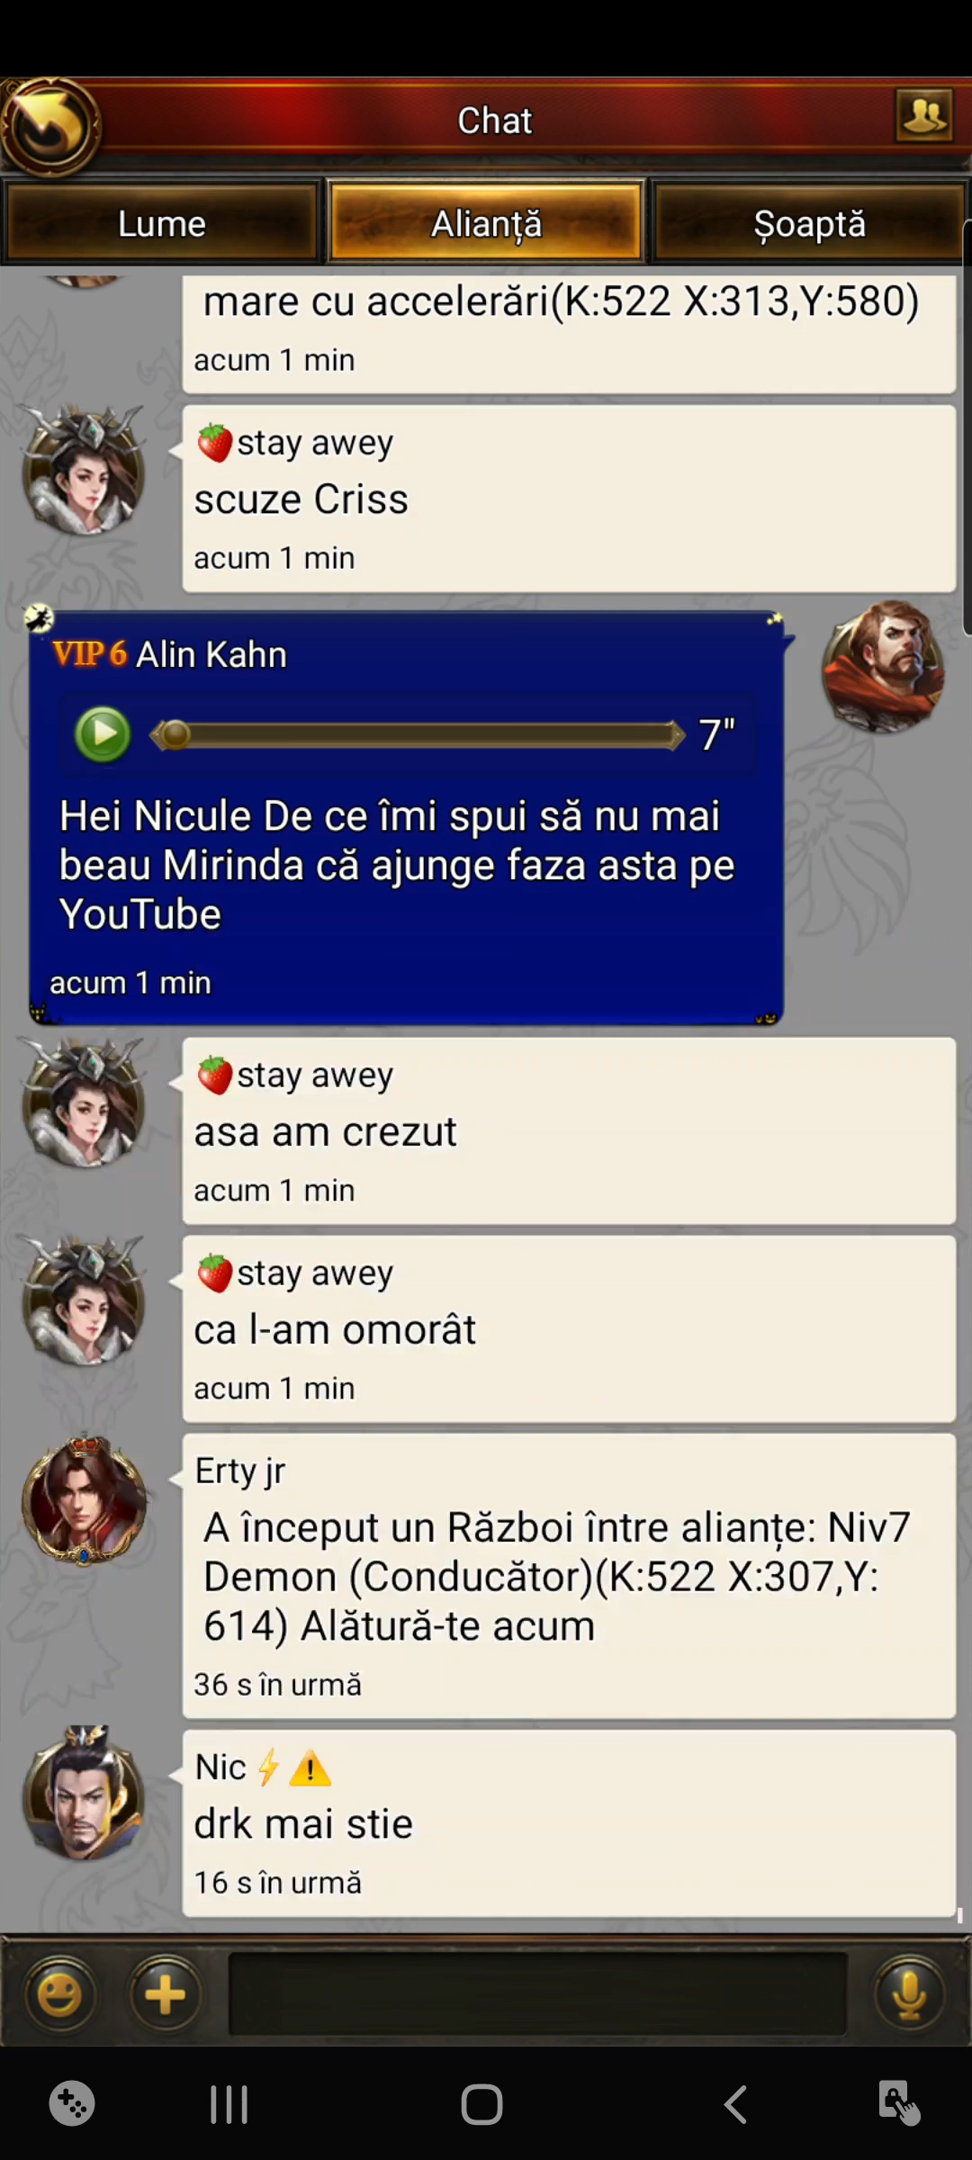 Chat
Lume
Alianță
Șoaptă
mare cu accelerări(K:522 X:313,Y:580)
acum 1 min
🍓stay awey
scuze Criss
acum 1 min
VIP 6 Alin Kahn
7"
Hei Nicule De ce îmi spui să nu mai
beau Mirinda că ajunge faza asta pe
YouTube
acum 1 min
🍓stay awey
asa am crezut
acum 1 min
🍓stay awey
ca l-am omorât
acum 1 min
Erty jr
A început un Război între alianțe: Niv7
Demon (Conducător)(K:522 X:307,Y:
614) Alătură-te acum
36 s în urmă
Nic⚡⚠️
drk mai stie
16 s în urmă